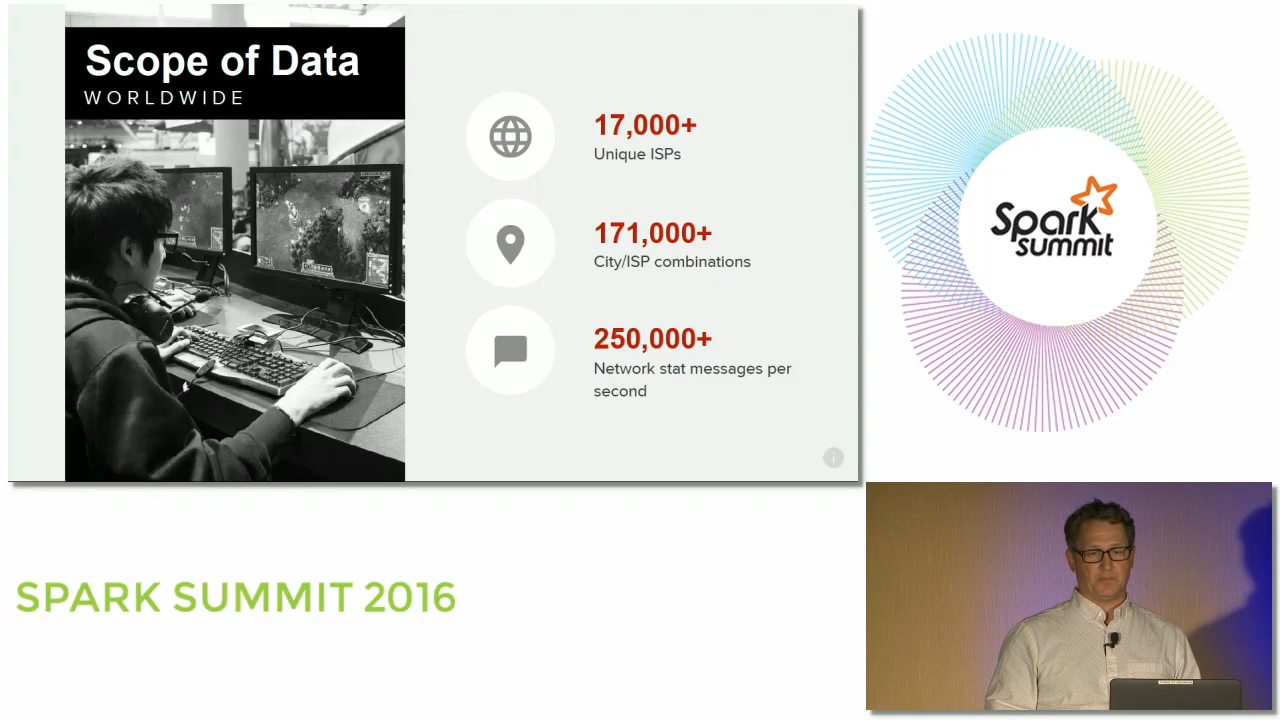 Scope of Data
WORLDWIDE
17,000+
Unique ISPs
171,000+
City/ISP combinations
250,000+
Network stat messages per
second
Spark
summit
SPARK SUMMIT 2016